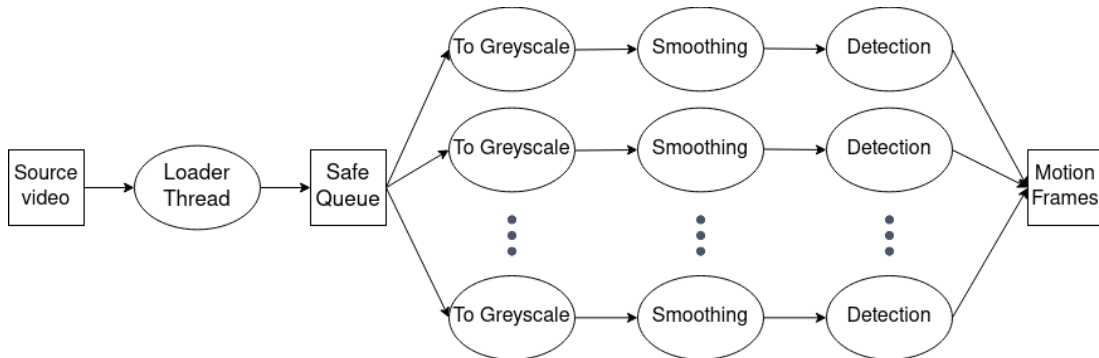 To Greyscale
Smoothing
Detection
Source
video
Loader
Thread
Safe
Queue
To Greyscale
Smoothing
Detection
Motion
Frames
To Greyscale
Smoothing
Detection